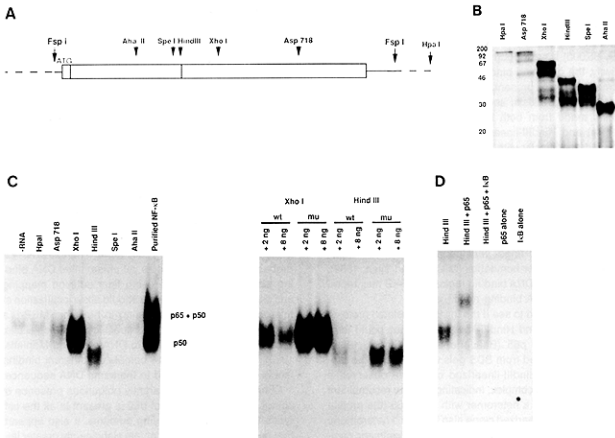 A
Fsp i
ATG
Aha II
Spe I
HindIII
Xho I
Asp 718
Fsp I
Hpa I
B
Hpa I
Asp 718
Xho I
HindIII
Spe I
Aha II
200
92
67
46
30
20
C
-RNA
HpaI
Asp 718
Xho I
Hind III
Spe I
Aha II
Purified NF-κB
p65 + p50
p50
Xho I
Hind III
wt
mu
wt
mu
+ 2 ng
+ 8 ng
+ 2 ng
+ 8 ng
+ 2 ng
+ 8 ng
+ 2 ng
+ 8 ng
D
Hind III
Hind III + p65
Hind III + p65 + IκB
p65 alone
IκB alone